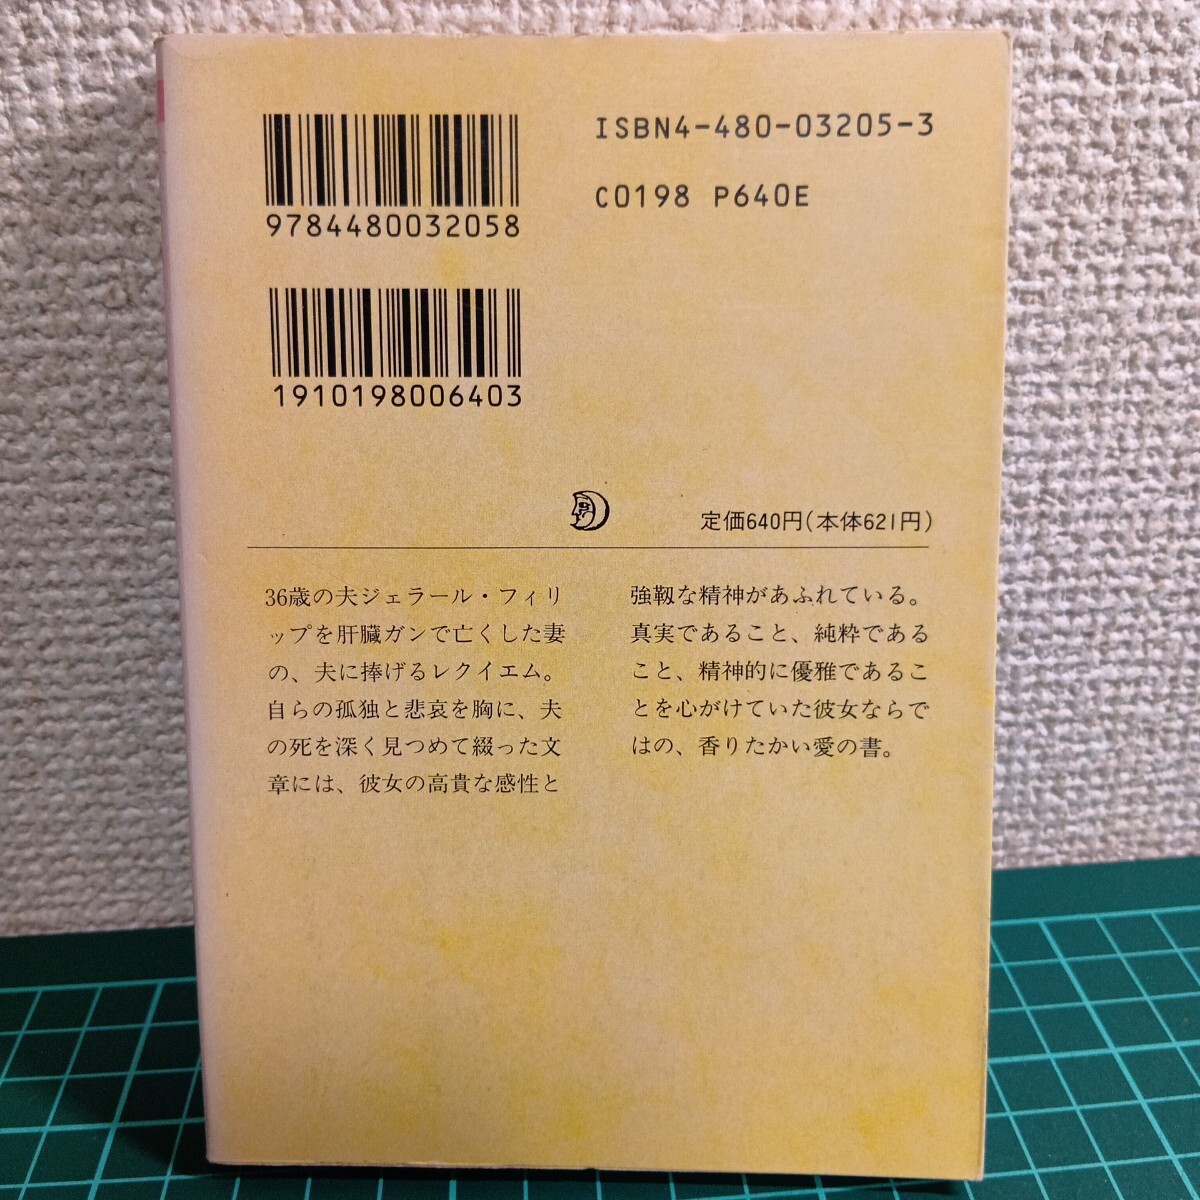 9784480032058
ISBN4-480-03205-3
C0198 P640E
1910198006403
定価640円(本体621円)
36歳の夫ジェラール・フィリ
ップを肝臓ガンで亡くした妻
の、夫に捧げるレクイエム。
自らの孤独と悲哀を胸に、夫
の死を深く見つめて綴った文
章には、彼女の高貴な感性と
強靱な精神があふれている。
真実であること、純粋である
こと、精神的に優雅であるこ
とを心がけていた彼女ならで
はの、香りたかい愛の書。